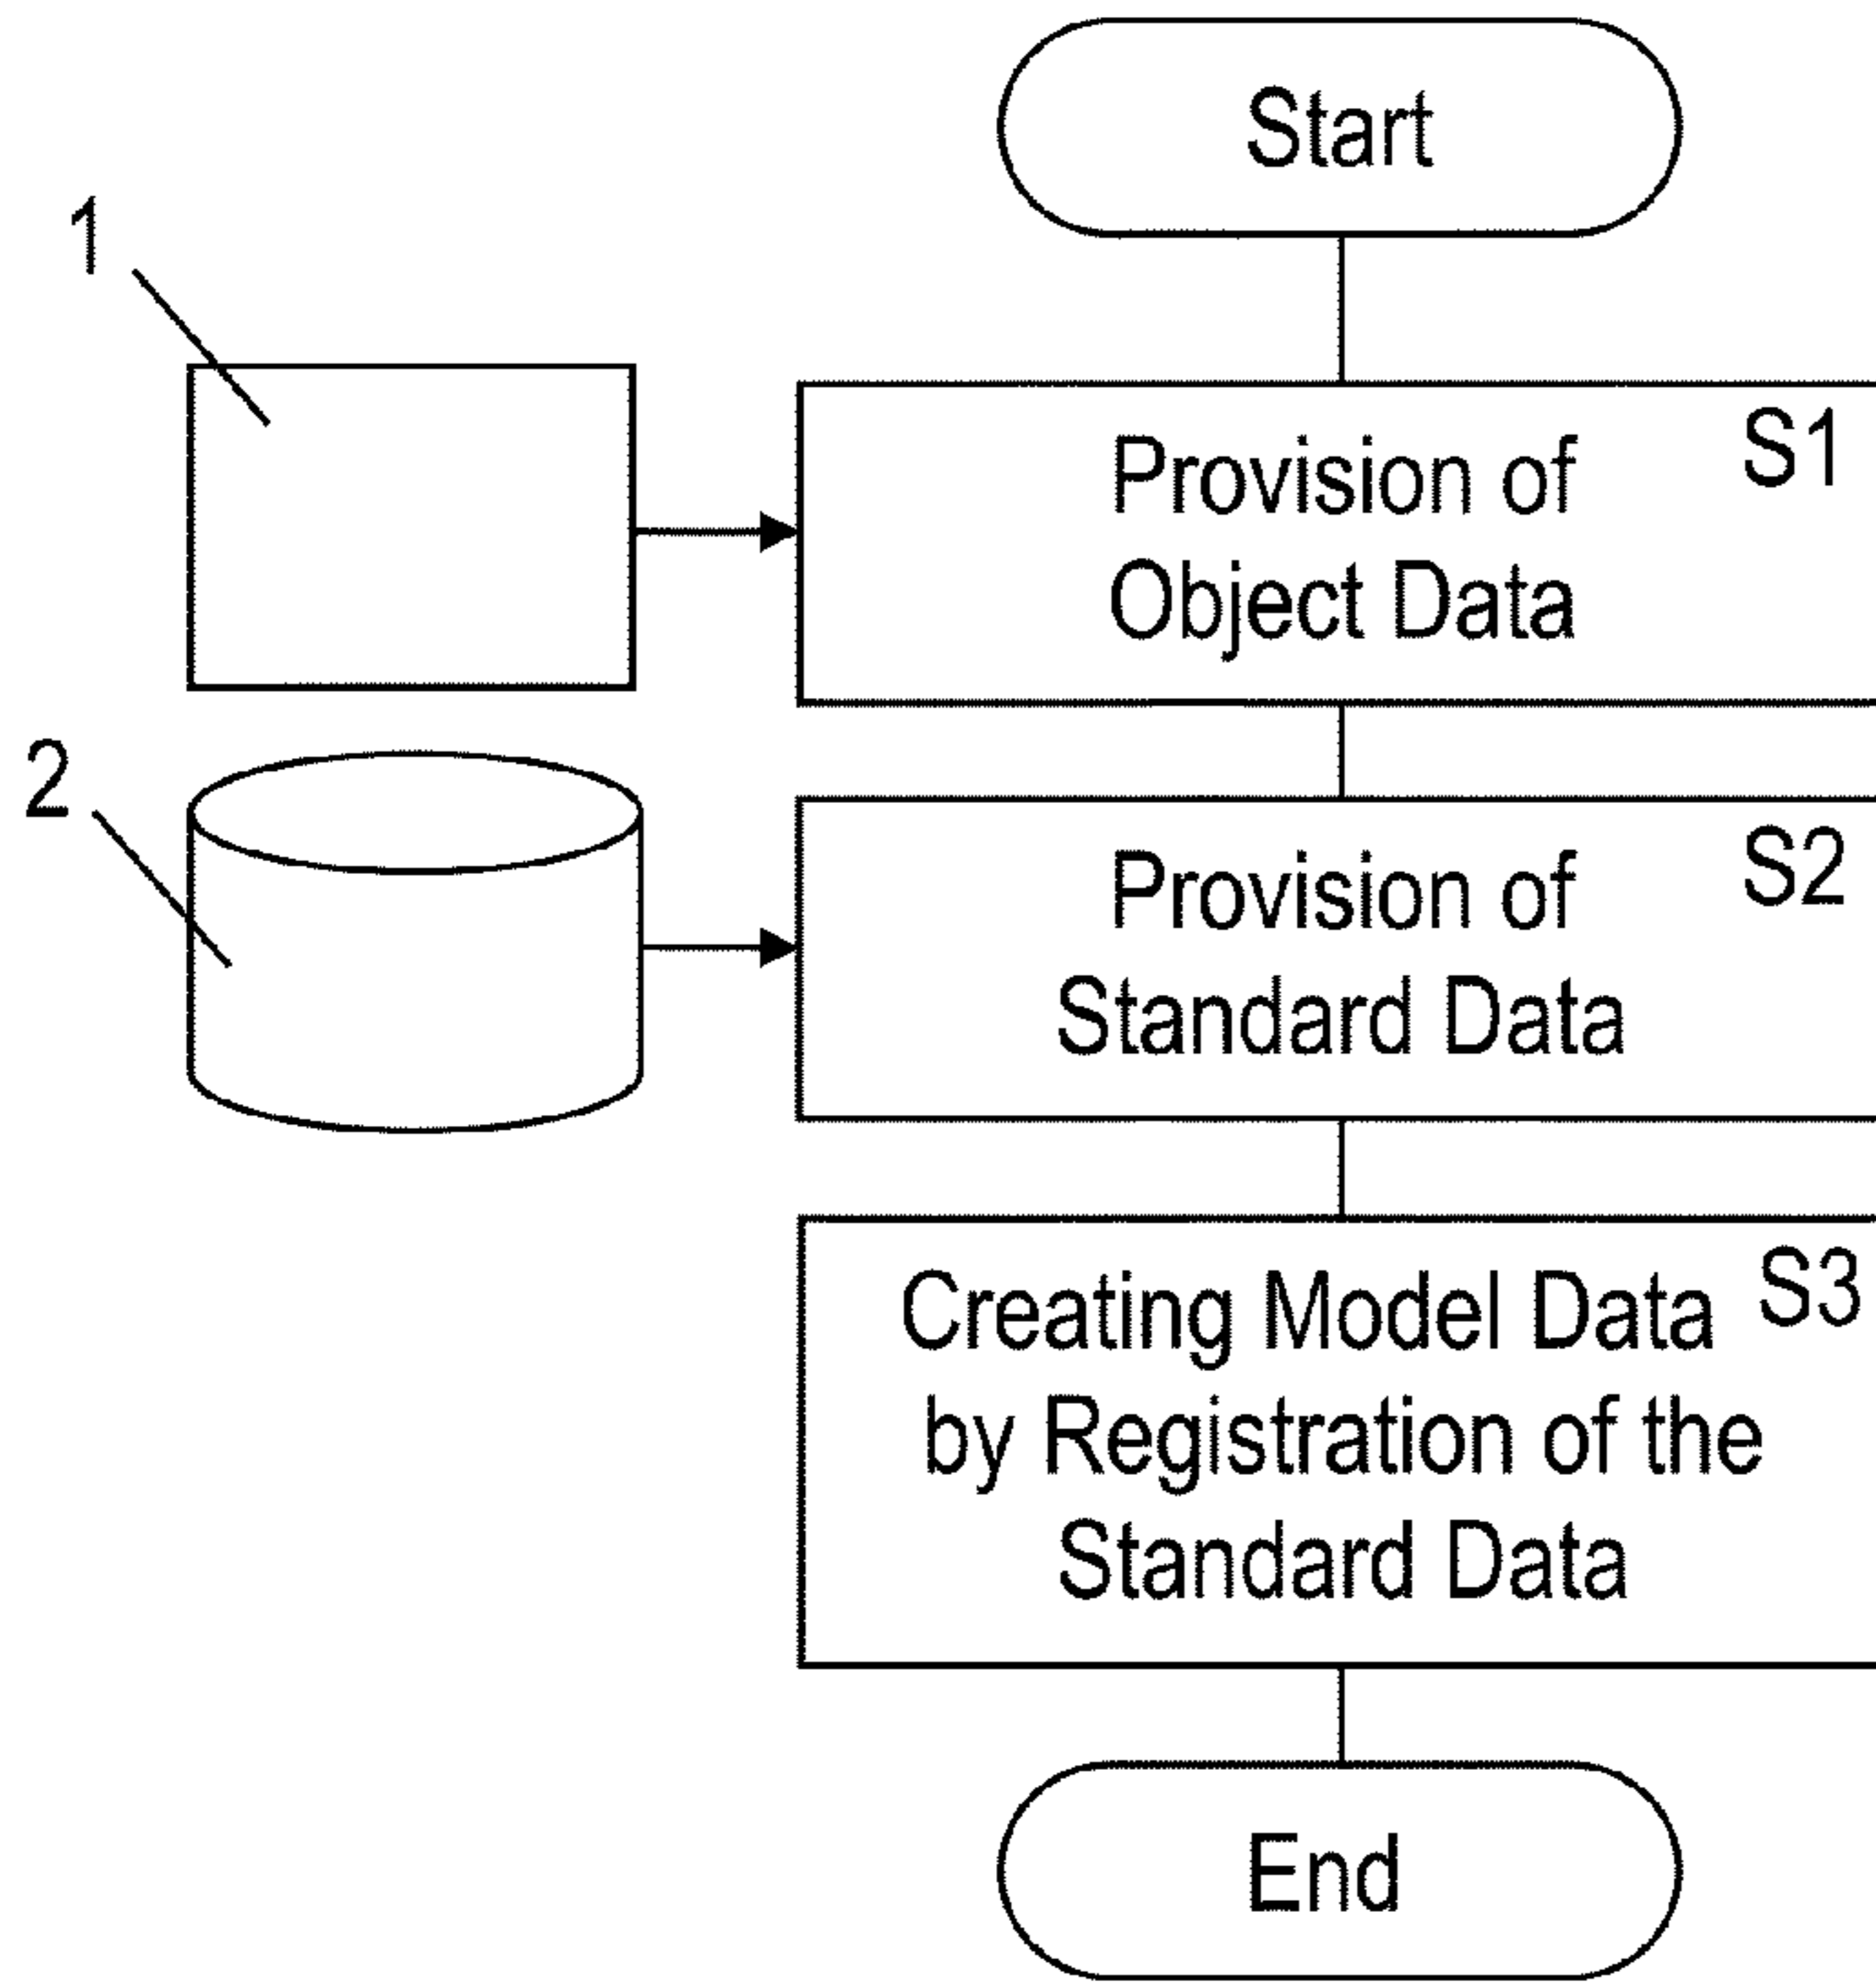 Start
1
Provision of S1
Object Data
2
Provision of S2
Standard Data
Creating Model Data S3
by Registration of the
Standard Data
End